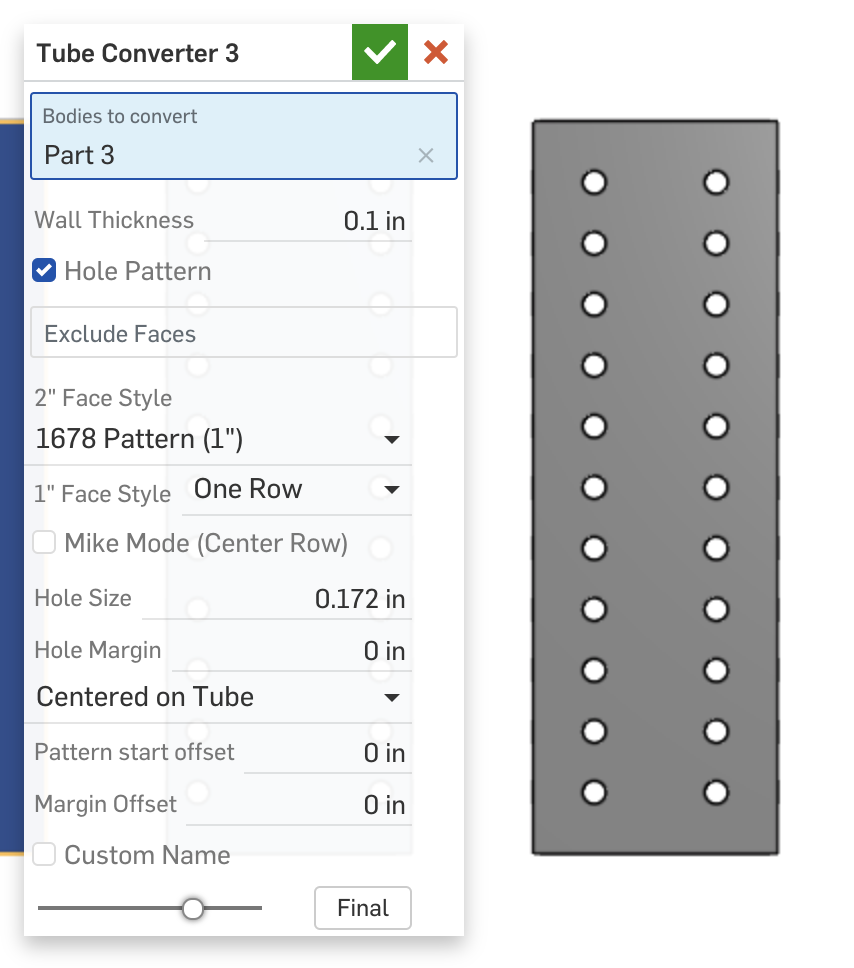 Tube Converter 3
Bodies to convert
Part 3
Wall Thickness 0.1 in
Hole Pattern
Exclude Faces
2" Face Style
1678 Pattern (1")
1" Face Style One Row
Mike Mode (Center Row)
Hole Size 0.172 in
Hole Margin 0 in
Centered on Tube
Pattern start offset 0 in
Margin Offset 0 in
Custom Name
Final